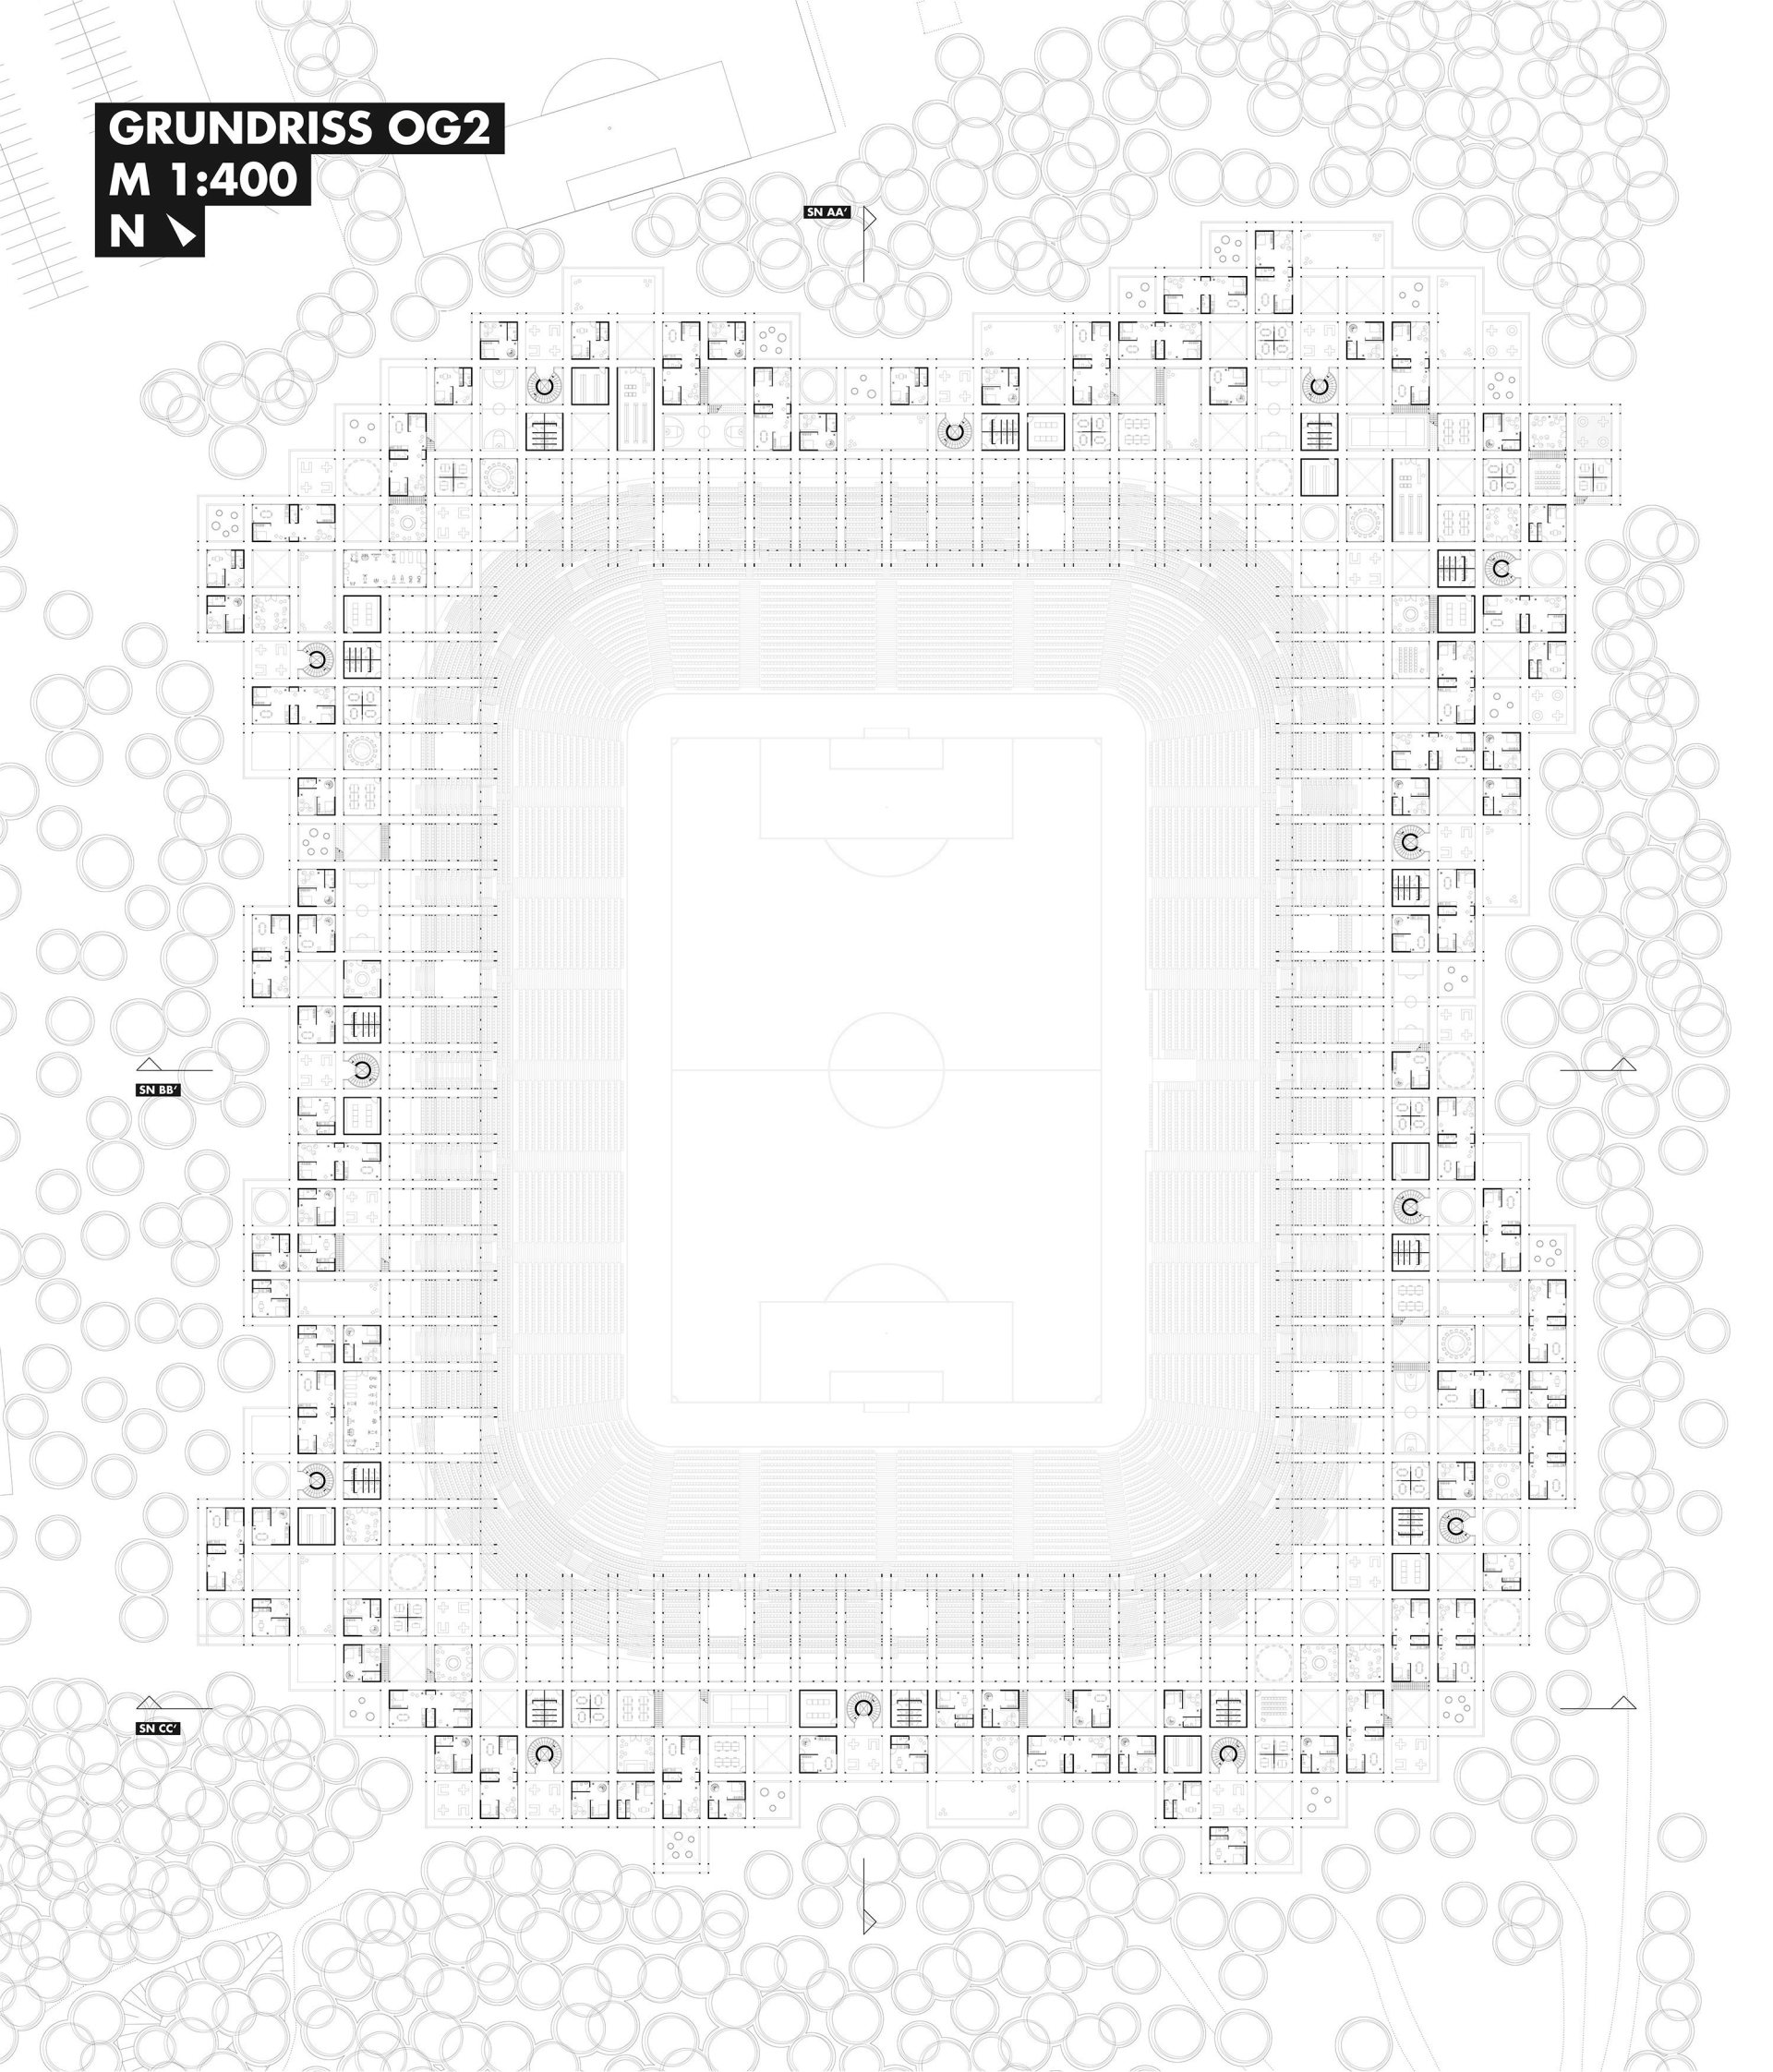 GRUNDRISS OG2
M 1:400
N
SN AA'
SN BB'
SN CC'